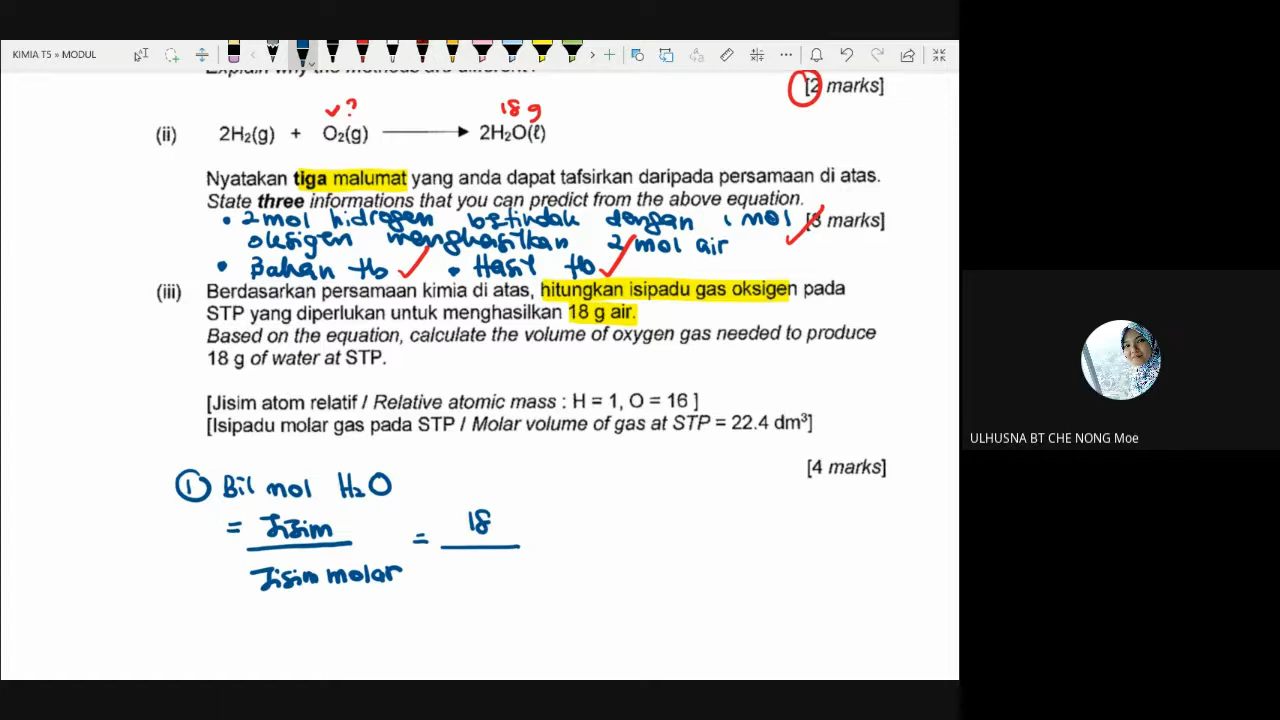 KIMIA T5 » MODUL
Explain why the methods are different?
[2 marks]
v ?
18 g
(ii) 2H₂(g) + O₂(g) → 2H₂O(ℓ)
Nyatakan tiga malumat yang anda dapat tafsirkan daripada persamaan di atas.
State three informations that you can predict from the above equation.
• 2 mol hidrogen bertindak dengan 1 mol
[3 marks]
oksigen menghasilkan 2 mol air
• Bahan tb • Hasil tb
(iii) Berdasarkan persamaan kimia di atas, hitungkan isipadu gas oksigen pada
STP yang diperlukan untuk menghasilkan 18 g air.
Based on the equation, calculate the volume of oxygen gas needed to produce
18 g of water at STP.
[Jisim atom relatif / Relative atomic mass : H = 1, O = 16 ]
[Isipadu molar gas pada STP / Molar volume of gas at STP = 22.4 dm³]
[4 marks]
① Bil mol H₂O
= Jisim = 18
Jisim molar
ULHUSNA BT CHE NONG Moe